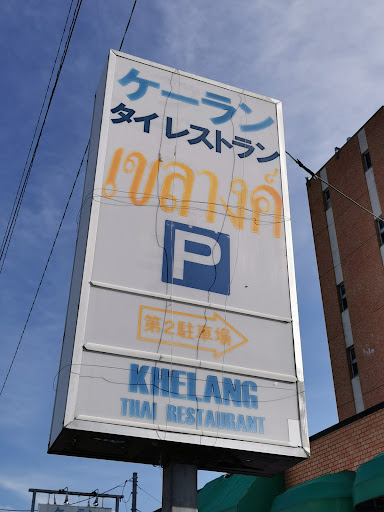 ケーラン
タイレストラン
เขลางค์
P
第2駐車場
KHELANG
THAI RESTAURANT